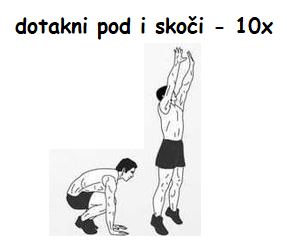 dotakni pod i skoči - 10x